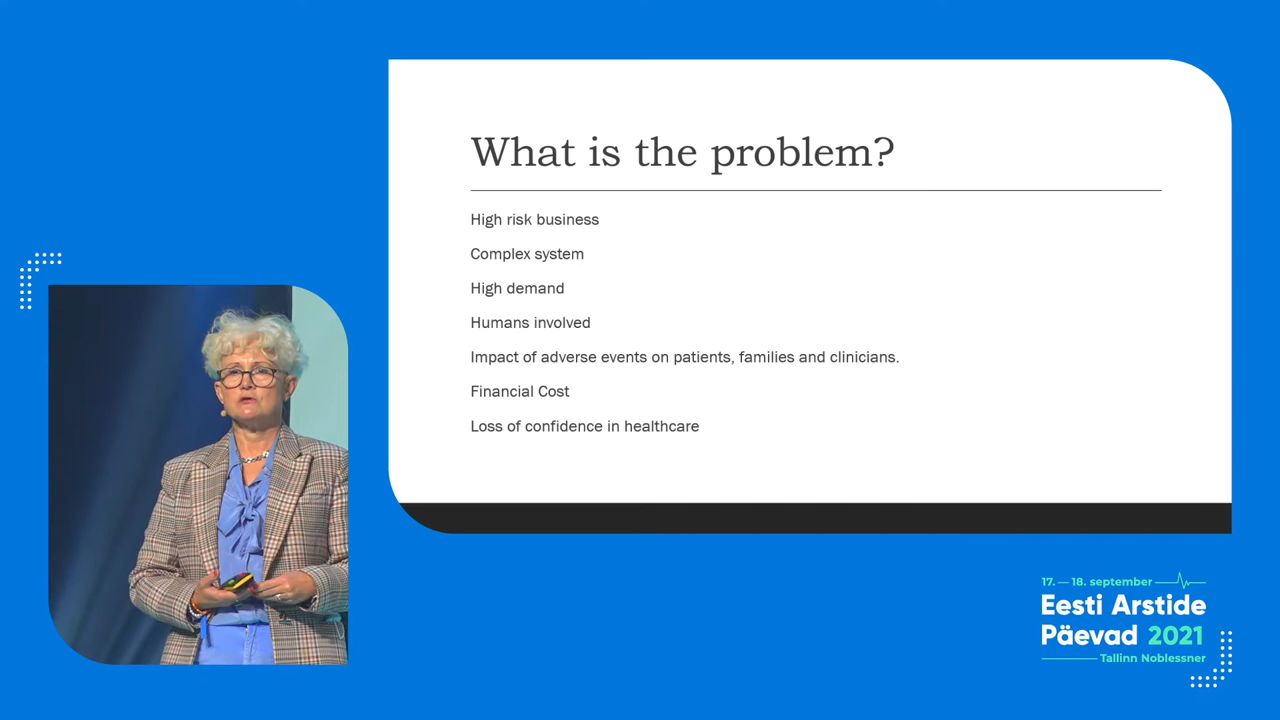 What is the problem?
High risk business
Complex system
High demand
Humans involved
Impact of adverse events on patients, families and clinicians.
Financial Cost
Loss of confidence in healthcare
17. — 18. september
Eesti Arstide
Päevad 2021
Tallinn Noblessner